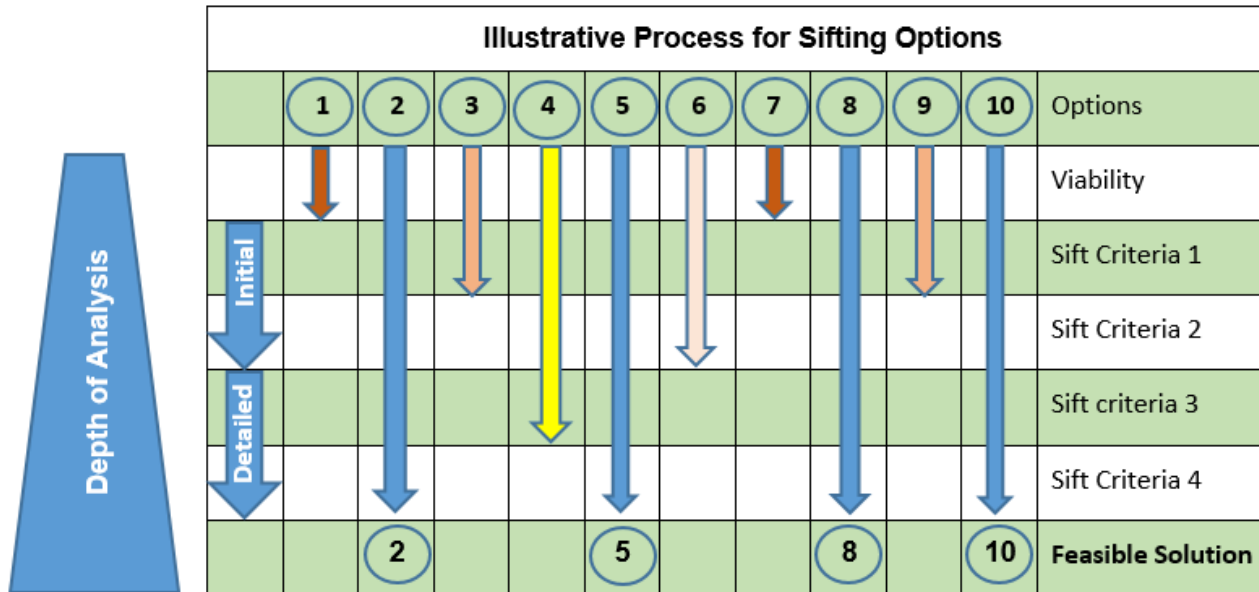 Illustrative Process for Sifting Options
1 2 3 4 5 6 7 8 9 10 Options
Viability
Sift Criteria 1
Sift Criteria 2
Sift criteria 3
Sift Criteria 4
2 5 8 10 Feasible Solution
Initial
Detailed
Depth of Analysis